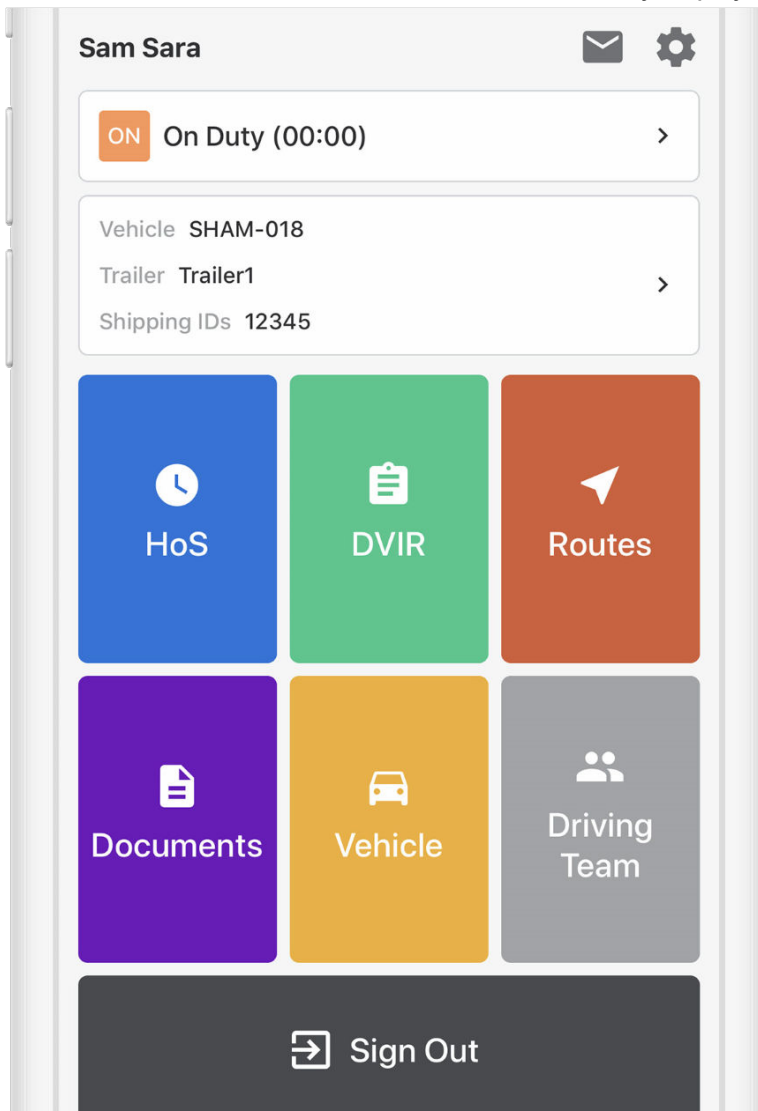 Sam Sara
ON On Duty (00:00)
Vehicle SHAM-018
Trailer Trailer1
Shipping IDs 12345
HoS
DVIR
Routes
Documents
Vehicle
Driving
Team
Sign Out